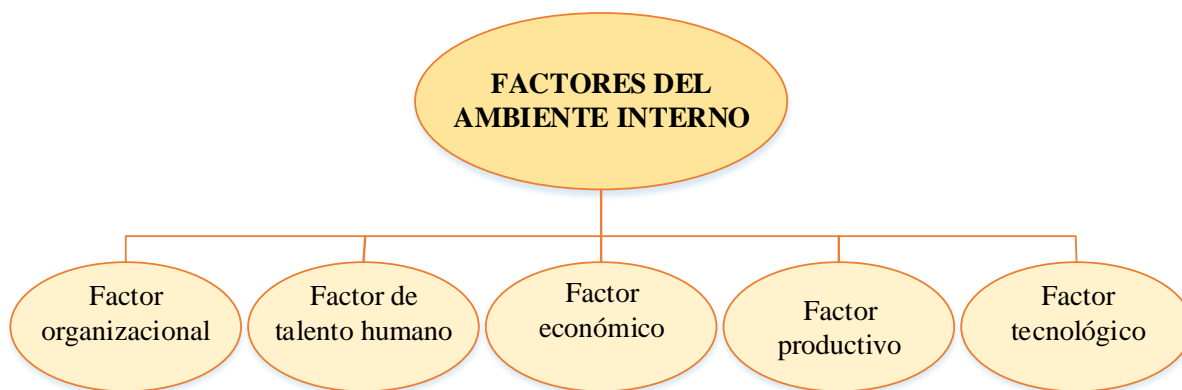 FACTORES DEL
AMBIENTE INTERNO
Factor
organizacional
Factor de
talento humano
Factor
económico
Factor
productivo
Factor
tecnológico